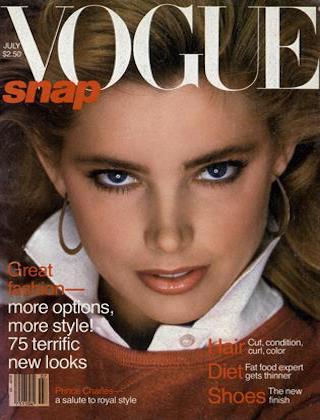 VOGUE
JULY
$2.50
snap
Great
fashion—
more options,
more style!
75 terrific
new looks
Prince Charles—
a salute to royal style
Hair Cut, condition,
curl, color
Diet Fat food expert
gets thinner
Shoes The new
finish